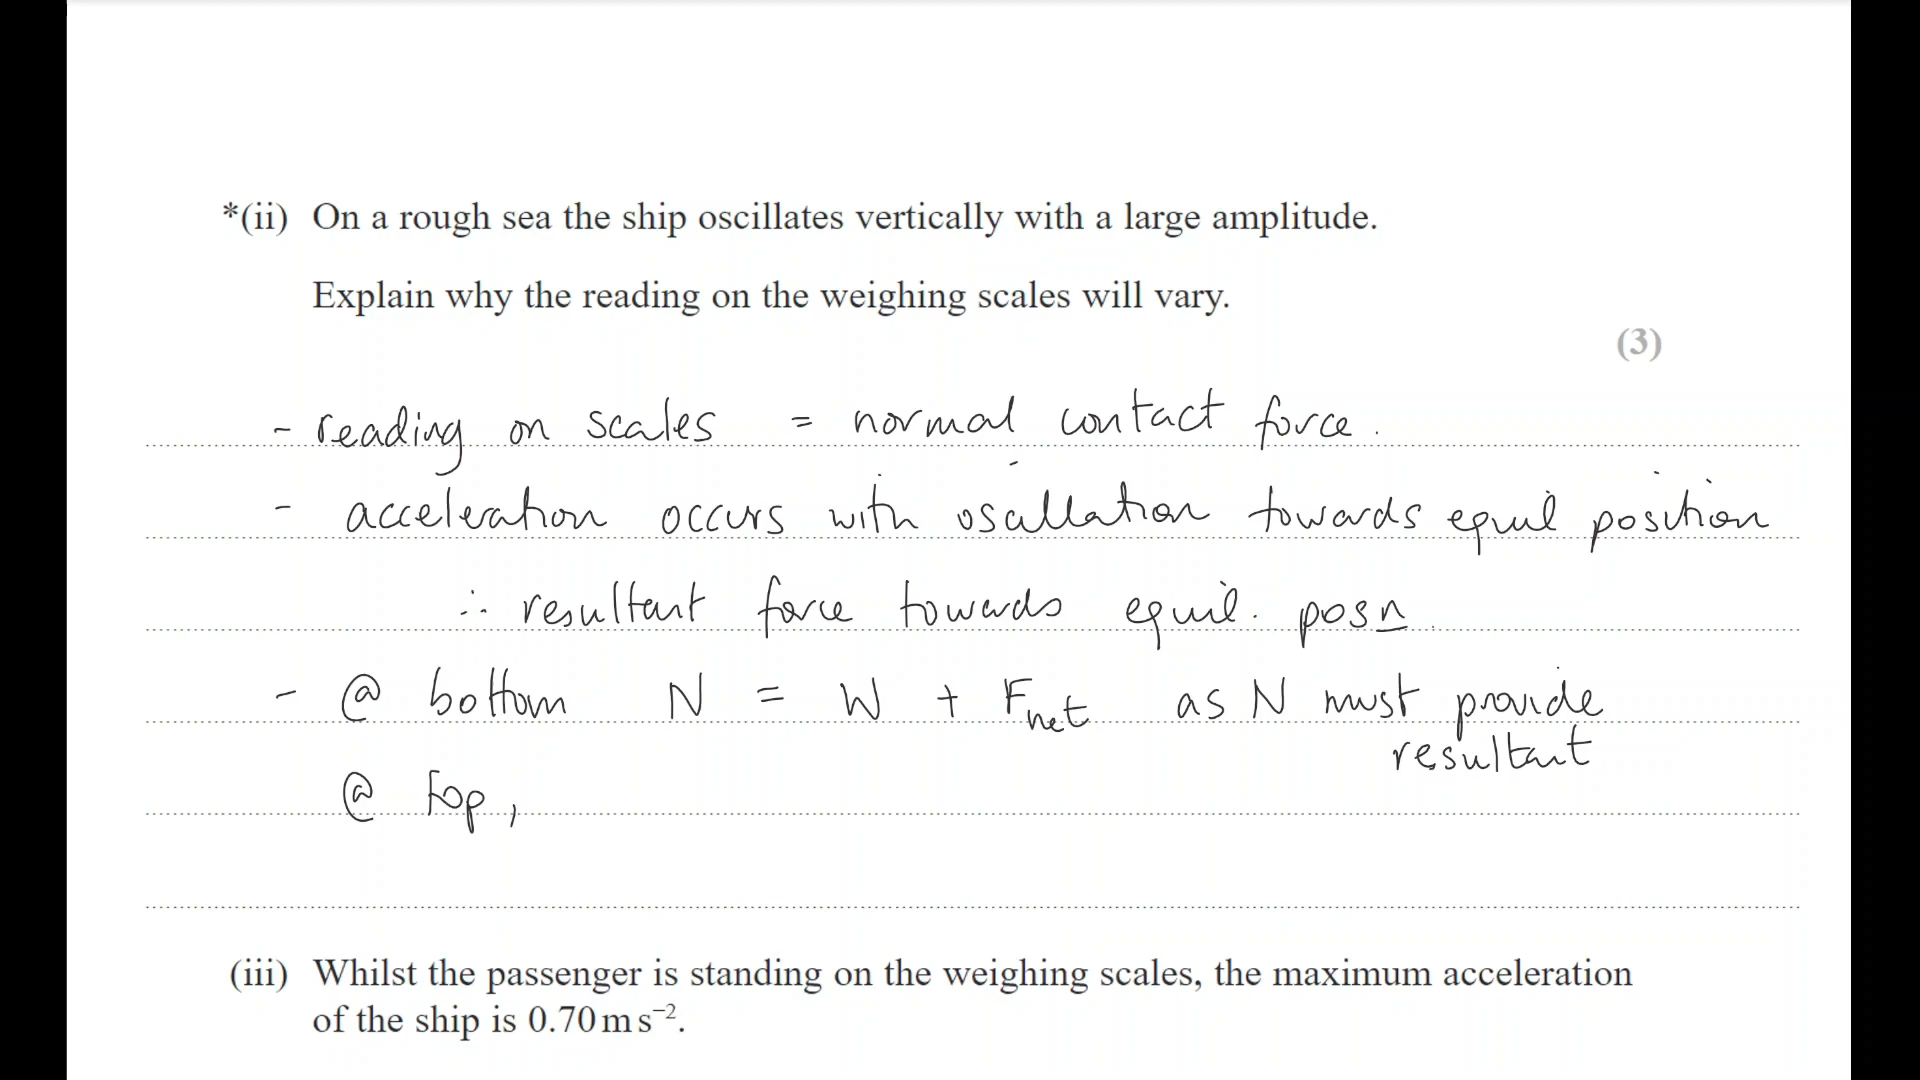 *(ii) On a rough sea the ship oscillates vertically with a large amplitude.
Explain why the reading on the weighing scales will vary.
(3)
- reading on scales = normal contact force.
- acceleration occurs with oscillation towards equil position
∴ resultant force towards equil. posn.
- @ bottom N = W + Fnet as N must provide
resultant
@ top,
(iii) Whilst the passenger is standing on the weighing scales, the maximum acceleration
of the ship is 0.70 m s⁻².